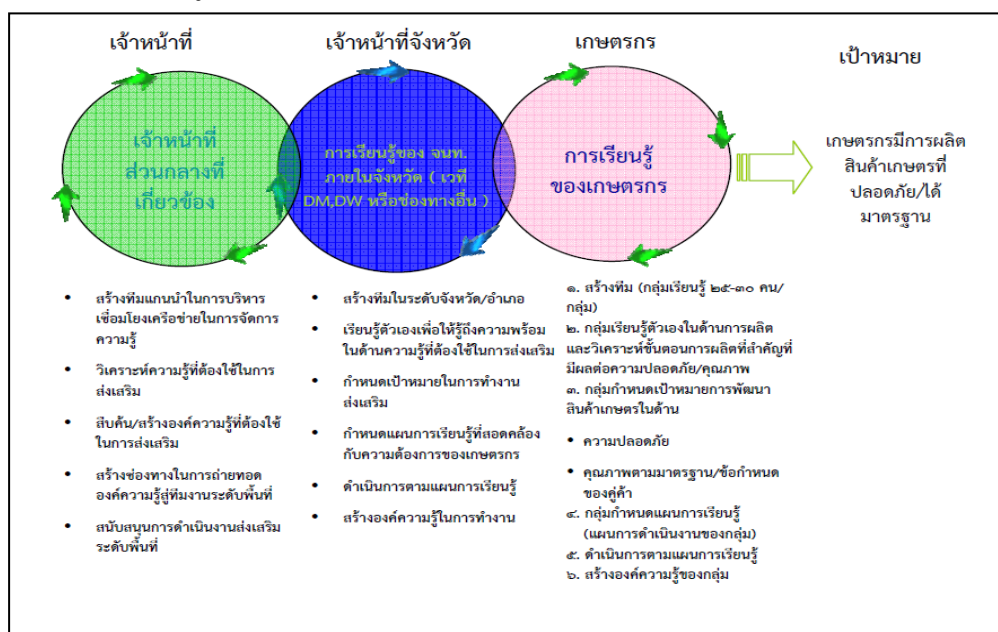 เจ้าหน้าที่
เจ้าหน้าที่จังหวัด
เกษตรกร
เป้าหมาย
เจ้าหน้าที่
ส่วนกลางที่
เกี่ยวข้อง
การเรียนรู้ของ จนท.
ภายในจังหวัด ( เวที
DM,DW หรือช่องทางอื่น )
การเรียนรู้
ของเกษตรกร
เกษตรกรมีการผลิต
สินค้าเกษตรที่
ปลอดภัย/ได้
มาตรฐาน
• สร้างทีมแกนนำในการบริหาร
เชื่อมโยงเครือข่ายในการจัดการ
ความรู้
• วิเคราะห์ความรู้ที่ต้องใช้ในการ
ส่งเสริม
• สืบค้น/สร้างองค์ความรู้ที่ต้องใช้
ในการส่งเสริม
• สร้างช่องทางในการถ่ายทอด
องค์ความรู้สู่ทีมงานระดับพื้นที่
• สนับสนุนการดำเนินงานส่งเสริม
ระดับพื้นที่
• สร้างทีมในระดับจังหวัด/อำเภอ
• เรียนรู้ตัวเองเพื่อให้รู้ถึงความพร้อม
ในด้านความรู้ที่ต้องใช้ในการส่งเสริม
• กำหนดเป้าหมายในการทำงาน
ส่งเสริม
• กำหนดแผนการเรียนรู้ที่สอดคล้อง
กับความต้องการของเกษตรกร
• ดำเนินการตามแผนการเรียนรู้
• สร้างองค์ความรู้ในการทำงาน
๑. สร้างทีม (กลุ่มเรียนรู้ ๒๕-๓๐ คน/
กลุ่ม)
๒. กลุ่มเรียนรู้ตัวเองในด้านการผลิต
และวิเคราะห์ขั้นตอนการผลิตที่สำคัญที่
มีผลต่อความปลอดภัย/คุณภาพ
๓. กลุ่มกำหนดเป้าหมายการพัฒนา
สินค้าเกษตรในด้าน
• ความปลอดภัย
• คุณภาพตามมาตรฐาน/ข้อกำหนด
ของคู่ค้า
๔. กลุ่มกำหนดแผนการเรียนรู้
(แผนการดำเนินงานของกลุ่ม)
๕. ดำเนินการตามแผนการเรียนรู้
๖. สร้างองค์ความรู้ของกลุ่ม